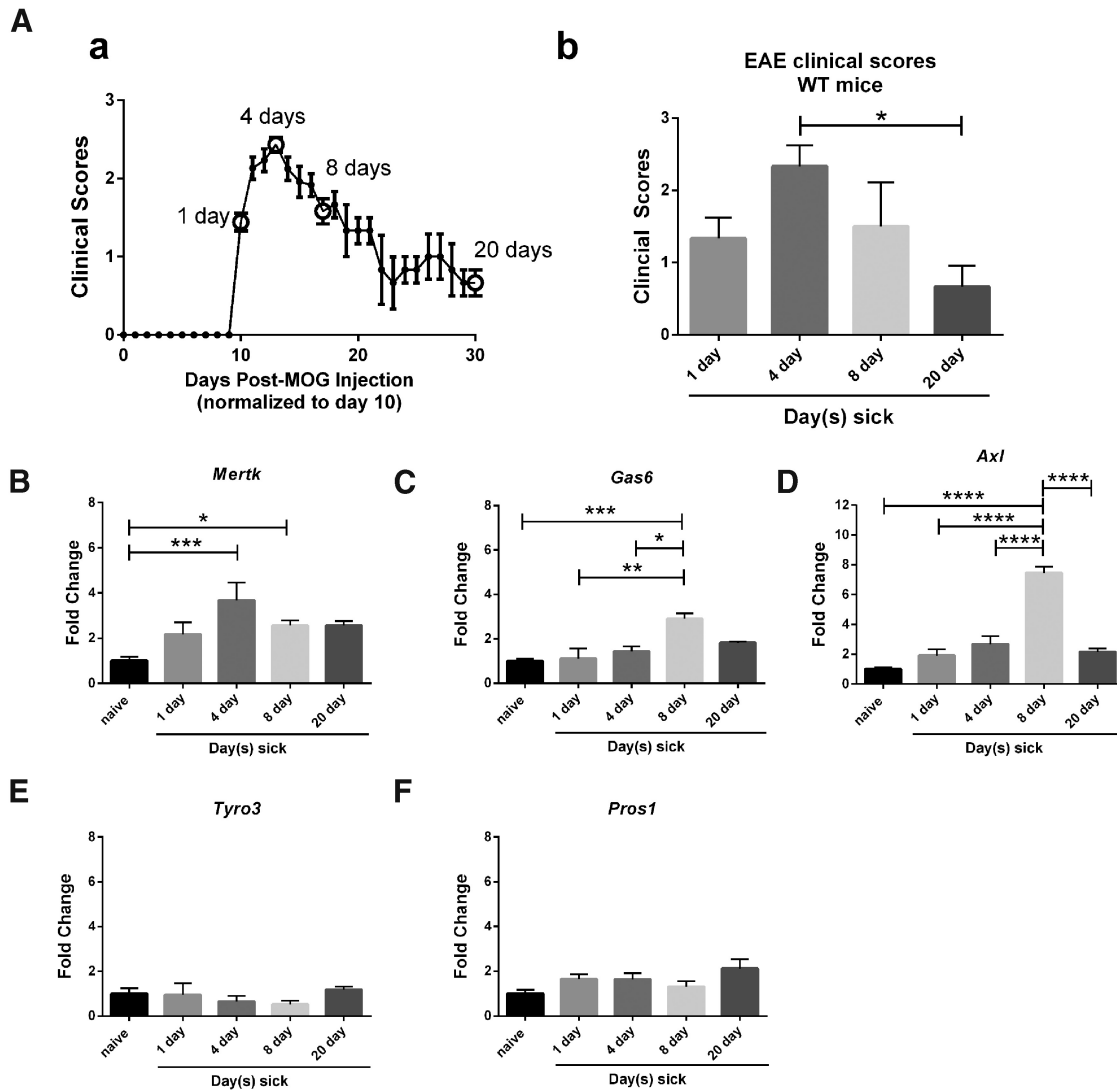 A
a
3
2
1
0
Clinical Scores
1 day
4 days
8 days
20 days
0 10 20 30
Days Post-MOG Injection
(normalized to day 10)
b
EAE clinical scores
WT mice
3
2
1
0
Clincial Scores
*
1 day 4 day 8 day 20 day
Day(s) sick
B
Mertk
8
6
4
2
0
Fold Change
*
***
naive 1 day 4 day 8 day 20 day
Day(s) sick
C
Gas6
8
6
4
2
0
Fold Change
***
*
**
naive 1 day 4 day 8 day 20 day
Day(s) sick
D
Axl
12
10
8
6
4
2
0
Fold Change
****
****
****
****
naive 1 day 4 day 8 day 20 day
Day(s) sick
E
Tyro3
8
6
4
2
0
Fold Change
naive 1 day 4 day 8 day 20 day
Day(s) sick
F
Pros1
8
6
4
2
0
Fold Change
naive 1 day 4 day 8 day 20 day
Day(s) sick